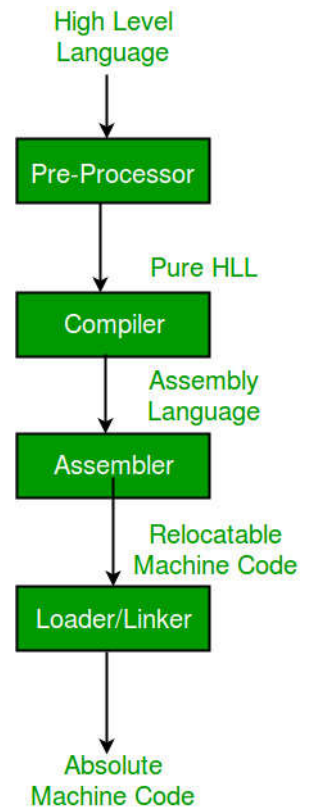 High Level
Language
Pre-Processor
Pure HLL
Compiler
Assembly
Language
Assembler
Relocatable
Machine Code
Loader/Linker
Absolute
Machine Code